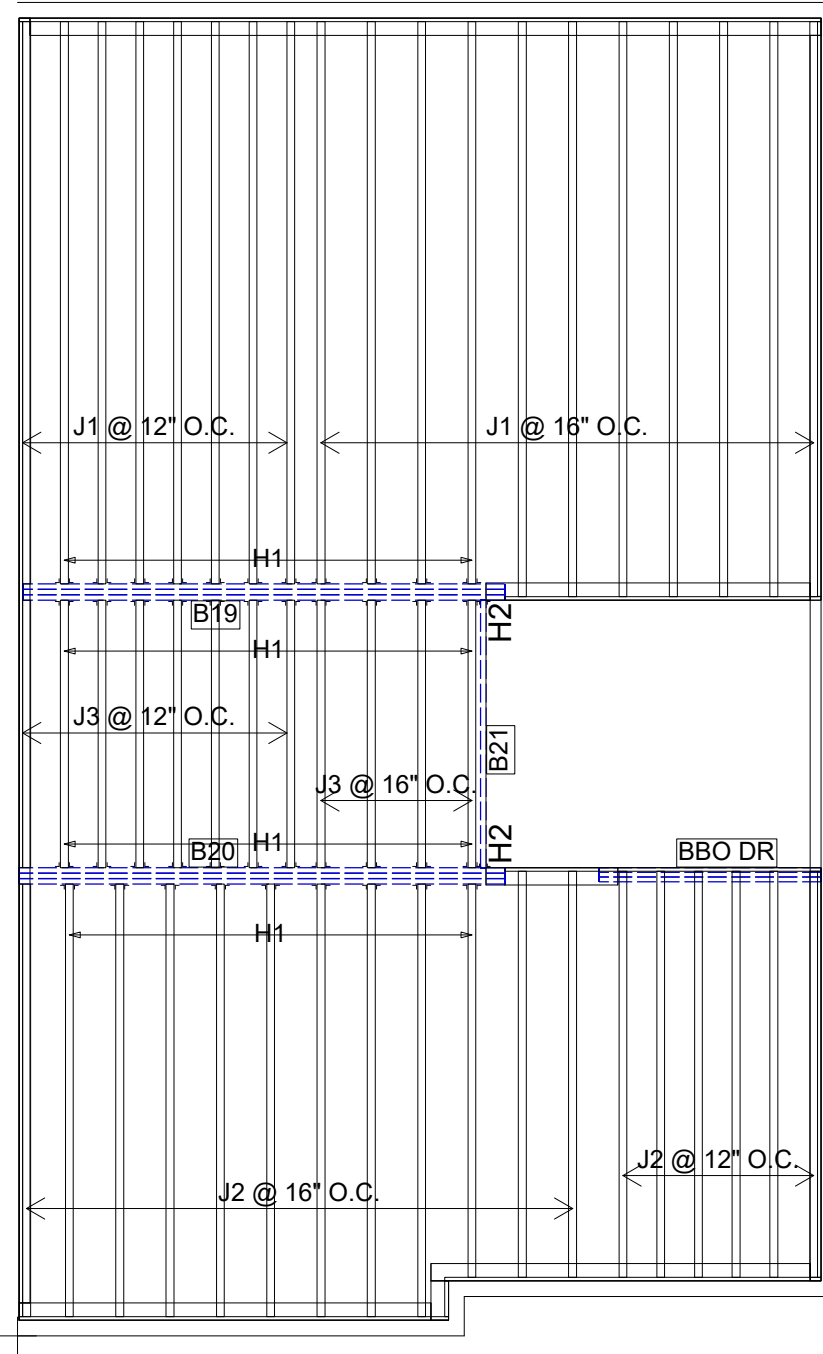 J1 @ 12" O.C.
J1 @ 16" O.C.
H1
B19
H2
H1
J3 @ 12" O.C.
B21
J3 @ 16" O.C.
H1
H2
B20
BBO DR
H1
J2 @ 12" O.C.
J2 @ 16" O.C.